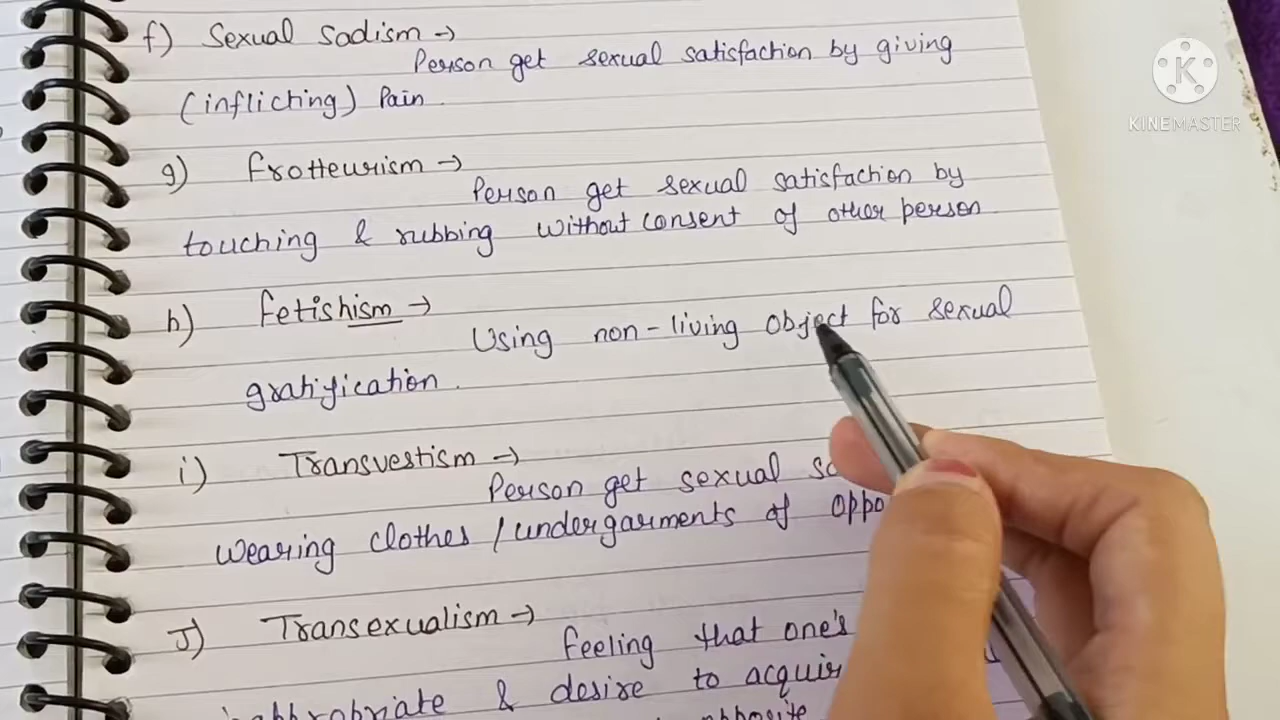 f) Sexual Sadism →
Person get sexual satisfaction by giving
(inflicting) Pain.
g) Frotteurism →
Person get sexual satisfaction by
touching & rubbing without consent of other person
h) Fetishism →
Using non-living object for sexual
gratification.
i) Transvestism →
Person get sexual
wearing clothes / undergarments of
J) Transexualism →
feeling that one's
inappropriate & desire to
opposite
K
KINEMASTER